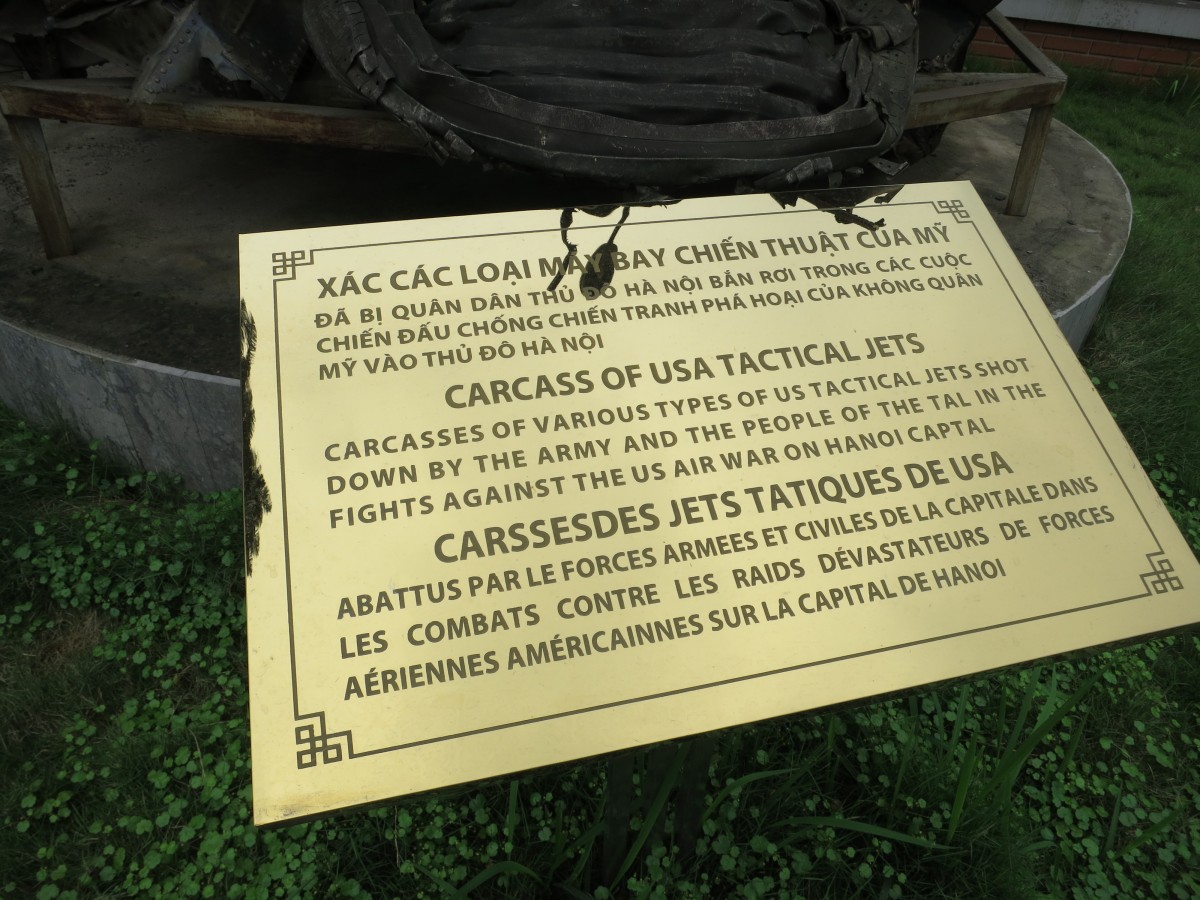 XÁC CÁC LOẠI MÁY BAY CHIẾN THUẬT CỦA MỸ
ĐÃ BỊ QUÂN DÂN THỦ ĐÔ HÀ NỘI BẮN RƠI TRONG CÁC CUỘC
CHIẾN ĐẤU CHỐNG CHIẾN TRANH PHÁ HOẠI CỦA KHÔNG QUÂN
MỸ VÀO THỦ ĐÔ HÀ NỘI
CARCASS OF USA TACTICAL JETS
CARCASSES OF VARIOUS TYPES OF US TACTICAL JETS SHOT
DOWN BY THE ARMY AND THE PEOPLE OF THE TAL IN THE
FIGHTS AGAINST THE US AIR WAR ON HANOI CAPTAL
CARSSESDES JETS TATIQUES DE USA
ABATTUS PAR LE FORCES ARMEES ET CIVILES DE LA CAPITALE DANS
LES COMBATS CONTRE LES RAIDS DÉVASTATEURS DE FORCES
AÉRIENNES AMÉRICAINNES SUR LA CAPITAL DE HANOI